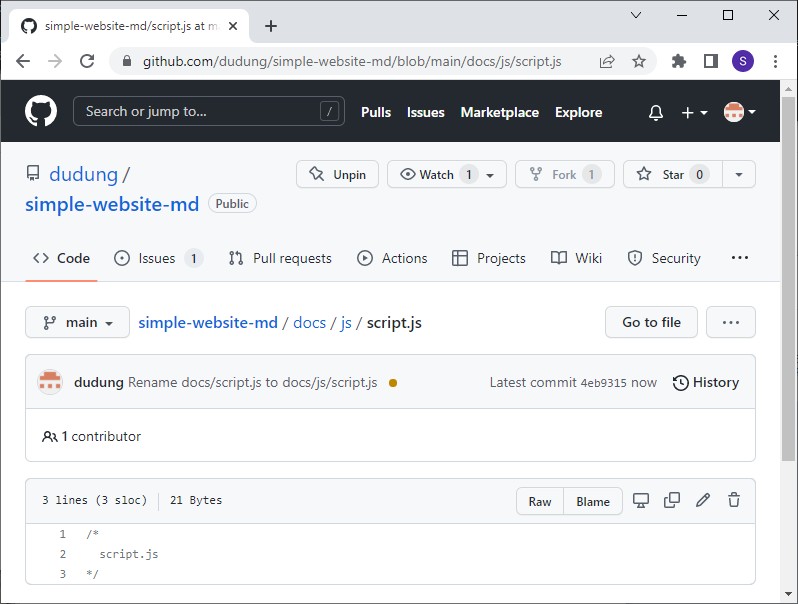 simple-website-md/script.js at m
github.com/dudung/simple-website-md/blob/main/docs/js/script.js
S
Search or jump to... /
Pulls Issues Marketplace Explore
dudung /
Unpin Watch 1 Fork 1 Star 0
simple-website-md Public
Code Issues 1 Pull requests Actions Projects Wiki Security
main simple-website-md / docs / js / script.js Go to file
dudung Rename docs/script.js to docs/js/script.js Latest commit 4eb9315 now History
1 contributor
3 lines (3 sloc) 21 Bytes Raw Blame
1 /*
2 script.js
3 */